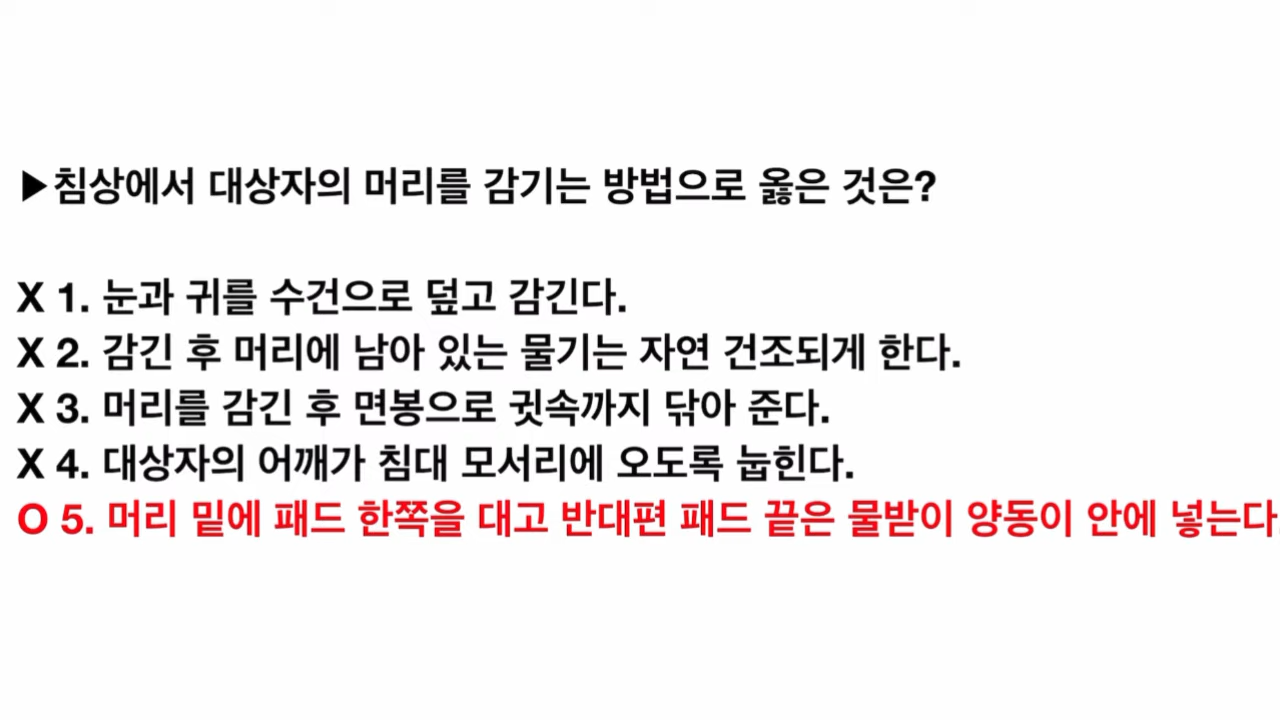 ▶침상에서 대상자의 머리를 감기는 방법으로 옳은 것은?
X 1. 눈과 귀를 수건으로 덮고 감긴다.
X 2. 감긴 후 머리에 남아 있는 물기는 자연 건조되게 한다.
X 3. 머리를 감긴 후 면봉으로 귓속까지 닦아 준다.
X 4. 대상자의 어깨가 침대 모서리에 오도록 눕힌다.
O 5. 머리 밑에 패드 한쪽을 대고 반대편 패드 끝은 물받이 양동이 안에 넣는다.